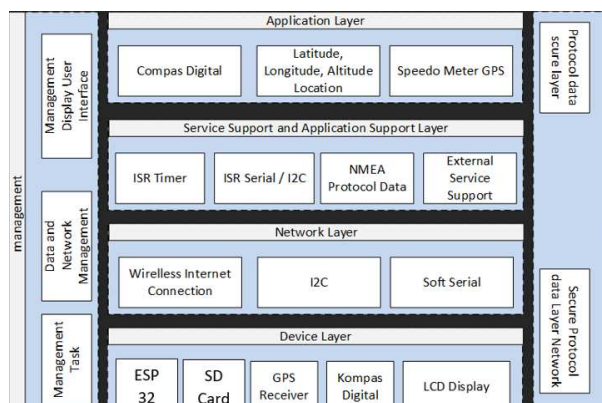 management
Management
Display User
Interface
Data and
Network
Management
Management
Task
Application Layer
Compas Digital
Latitude,
Longitude, Altitude
Location
Speedo Meter GPS
Service Support and Application Support Layer
ISR Timer
ISR Serial / I2C
NMEA
Protocol Data
External
Service
Support
Network Layer
Wirelless Internet
Connection
I2C
Soft Serial
Device Layer
ESP
32
SD
Card
GPS
Receiver
Kompas
Digital
LCD Display
Protocol data
scure layer
Secure Protocol
data Layer Network